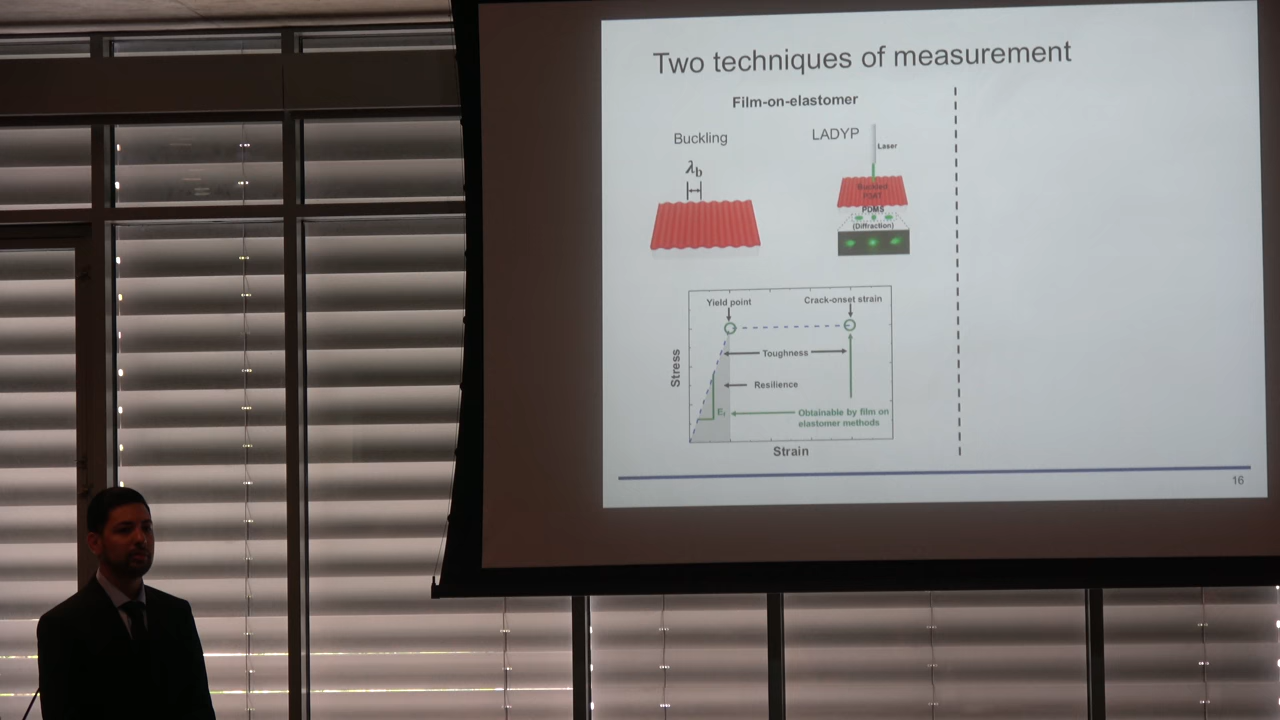 Two techniques of measurement
Film-on-elastomer
Buckling
λb
LADYP
Laser
Buckled
P3AT
PDMS
(Diffraction)
Yield point
Crack-onset strain
Toughness
Resilience
Obtainable by film on
elastomer methods
Stress
Strain
16